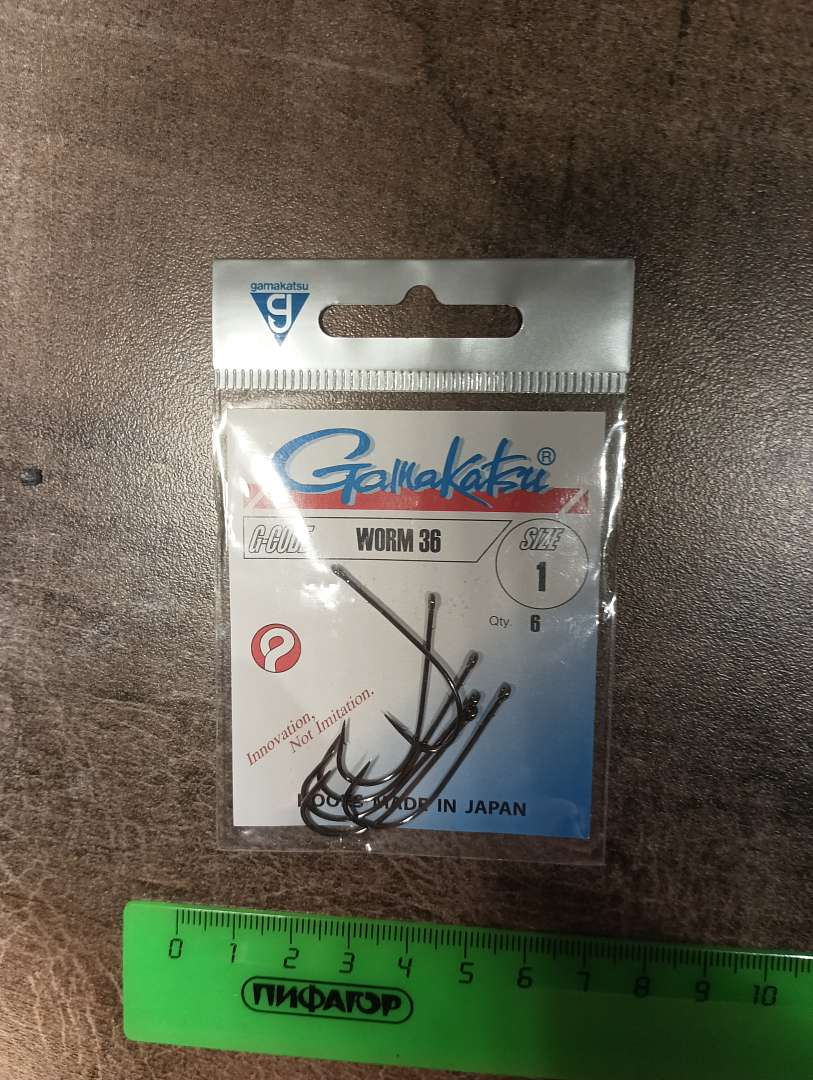 gamakatsu
g
Gamakatsu®
G-CODE WORM 36 SIZE
1
Qty. 6
Innovation,
Not Imitation.
HOOKS MADE IN JAPAN
0 1 2 3 4 5 6 7 8 9 10
ПИФАГОР